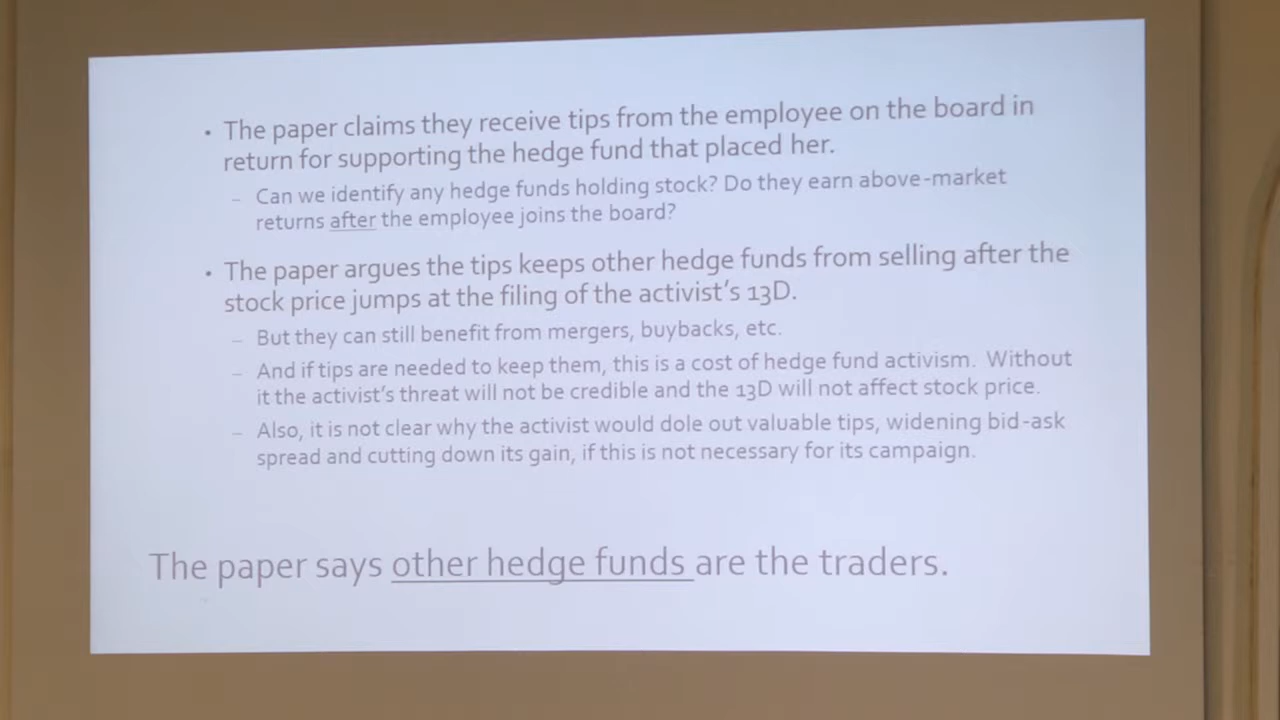 • The paper claims they receive tips from the employee on the board in
return for supporting the hedge fund that placed her.
– Can we identify any hedge funds holding stock? Do they earn above-market
returns after the employee joins the board?
• The paper argues the tips keeps other hedge funds from selling after the
stock price jumps at the filing of the activist's 13D.
– But they can still benefit from mergers, buybacks, etc.
– And if tips are needed to keep them, this is a cost of hedge fund activism. Without
it the activist's threat will not be credible and the 13D will not affect stock price.
– Also, it is not clear why the activist would dole out valuable tips, widening bid-ask
spread and cutting down its gain, if this is not necessary for its campaign.
The paper says other hedge funds are the traders.